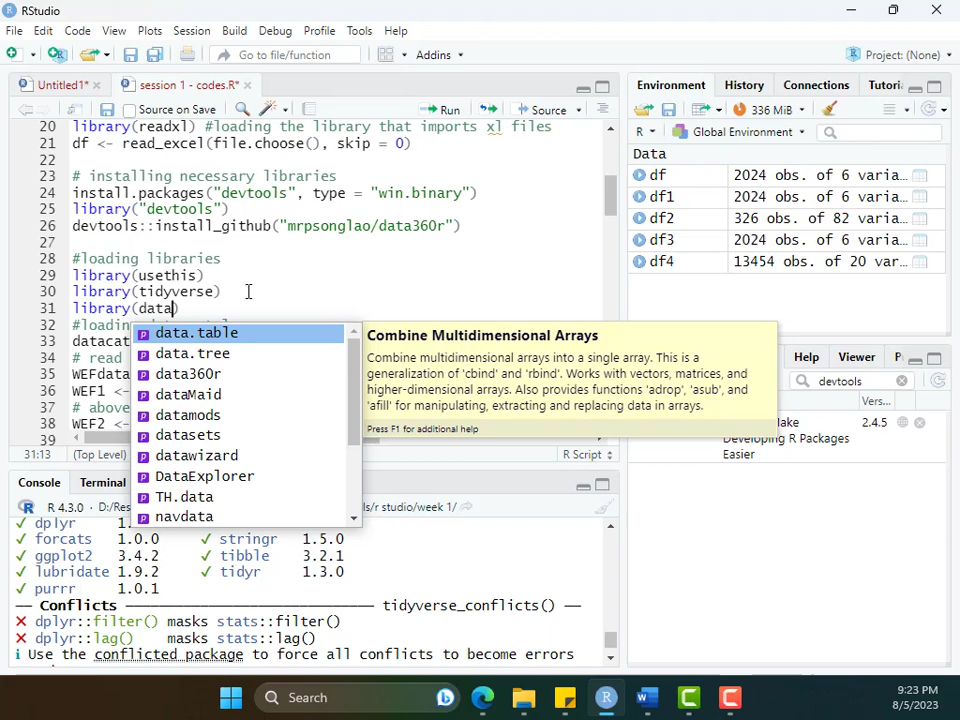 RStudio
File Edit Code View Plots Session Build Debug Profile Tools Help
Go to file/function Addins Project: (None)
Untitled1* session 1 - codes.R*
Source on Save Run Source
20 library(readxl) #loading the library that imports xl files
21 df <- read_excel(file.choose(), skip = 0)
22
23 # installing necessary libraries
24 install.packages("devtools", type = "win.binary")
25 library("devtools")
26 devtools::install_github("mrpsonglao/data360r")
27
28 #loading libraries
29 library(usethis)
30 library(tidyverse)
31 library(data)
32 #loadin
33 datacat
34 # read
35 WEFdata
36 WEF1 <-
37 # above
38 WEF2 <-
39
31:13 (Top Level) R Script
data.table
data.tree
data360r
dataMaid
datamods
datasets
datawizard
DataExplorer
TH.data
navdata
Combine Multidimensional Arrays
Combine multidimensional arrays into a single array. This is a
generalization of 'cbind' and 'rbind'. Works with vectors, matrices, and
higher-dimensional arrays. Also provides functions 'adrop', 'asub', and
'afill' for manipulating, extracting and replacing data in arrays.
Press F1 for additional help
Console Terminal
R 4.3.0 · D:/Res ls/r studio/week 1/
✓ dplyr 1.
✓ forcats 1.0.0 ✓ stringr 1.5.0
✓ ggplot2 3.4.2 ✓ tibble 3.2.1
✓ lubridate 1.9.2 ✓ tidyr 1.3.0
✓ purrr 1.0.1
── Conflicts ── tidyverse_conflicts() ──
✕ dplyr::filter() masks stats::filter()
✕ dplyr::lag() masks stats::lag()
ℹ Use the conflicted package to force all conflicts to become errors
Environment History Connections Tutori
336 MiB
R Global Environment
Data
df 2024 obs. of 6 varia…
df1 2024 obs. of 6 varia…
df2 326 obs. of 82 varia…
df3 2024 obs. of 6 varia…
df4 13454 obs. of 20 var…
Help Viewer P
devtools
Vers...
Make 2.4.5
Developing R Packages
Easier
Search
9:23 PM
8/5/2023